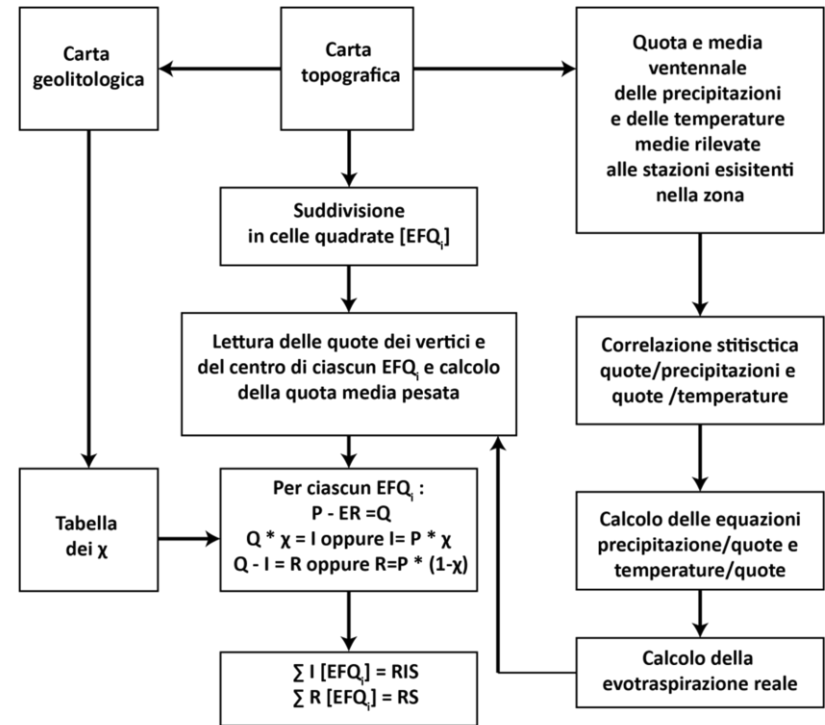 Carta
geolitologica
Carta
topografica
Quota e media
ventennale
delle precipitazioni
e delle temperature
medie rilevate
alle stazioni esisitenti
nella zona
Suddivisione
in celle quadrate [EFQᵢ]
Lettura delle quote dei vertici e
del centro di ciascun EFQᵢ e calcolo
della quota media pesata
Correlazione stitisctica
quote/precipitazioni e
quote /temperature
Tabella
dei χ
Per ciascun EFQᵢ :
P - ER =Q
Q * χ = I oppure I= P * χ
Q - I = R oppure R=P * (1-χ)
Calcolo delle equazioni
precipitazione/quote e
temperature/quote
∑ I [EFQᵢ] = RIS
∑ R [EFQᵢ] = RS
Calcolo della
evotraspirazione reale